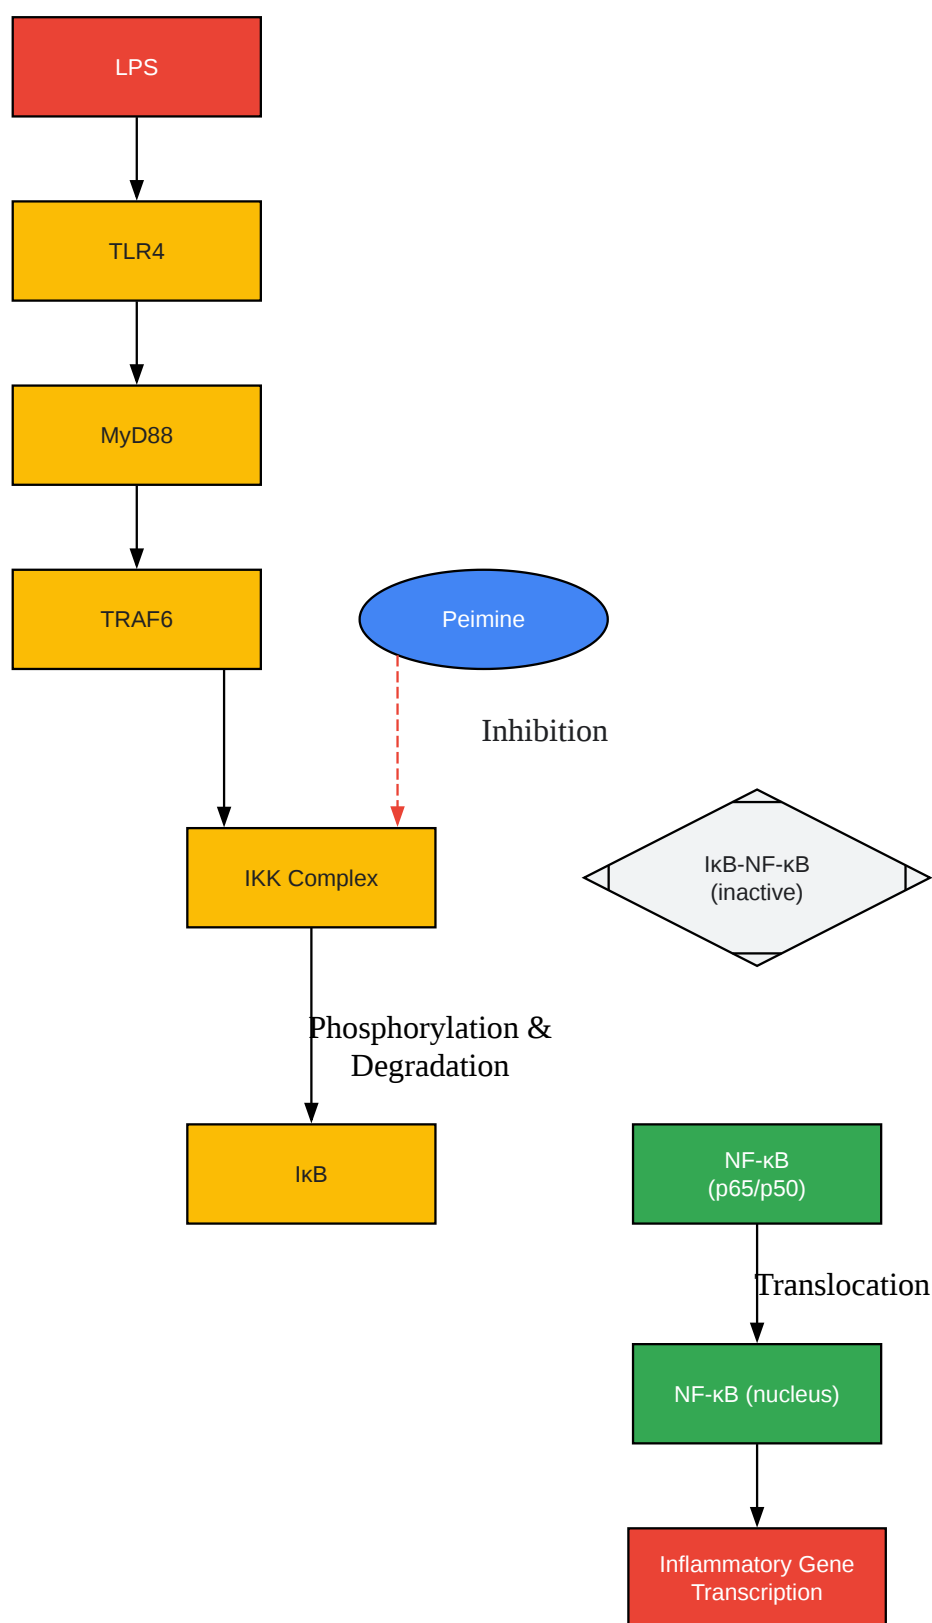 LPS
TLR4
MyD88
TRAF6
Peimine
Inhibition
IKK Complex
IκB-NF-κB
(inactive)
Phosphorylation &
Degradation
IκB
NF-κB
(p65/p50)
Translocation
NF-κB (nucleus)
Inflammatory Gene
Transcription